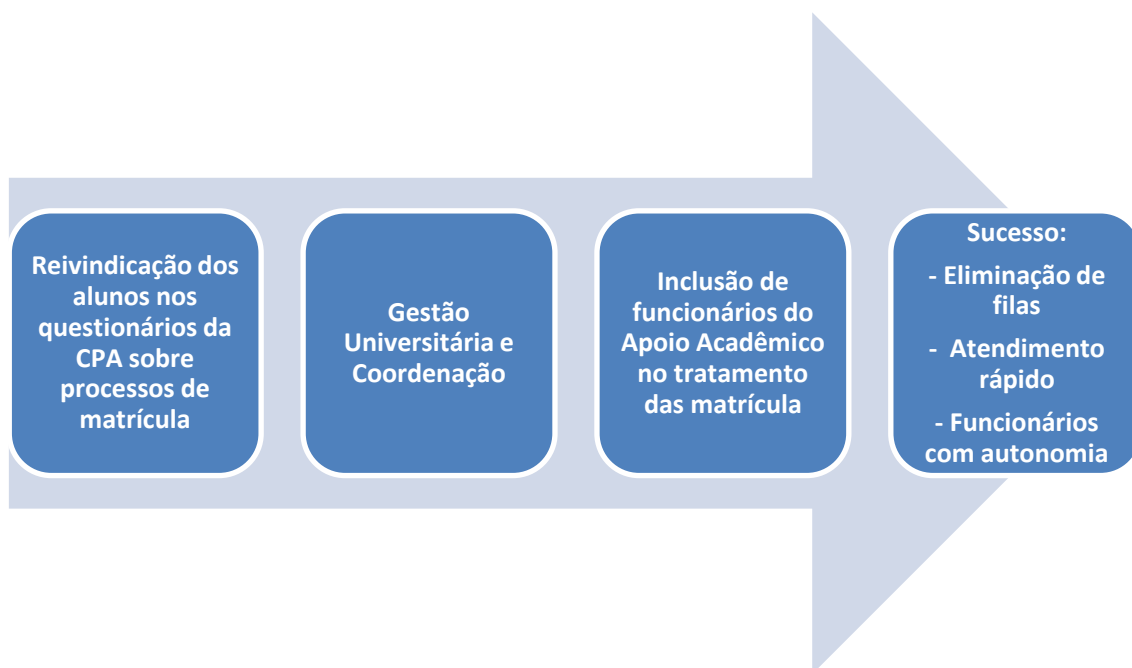 Reivindicação dos
alunos nos
questionários da
CPA sobre
processos de
matrícula
Gestão
Universitária e
Coordenação
Inclusão de
funcionários do
Apoio Acadêmico
no tratamento
das matrícula
Sucesso:
- Eliminação de
filas
- Atendimento
rápido
- Funcionários
com autonomia